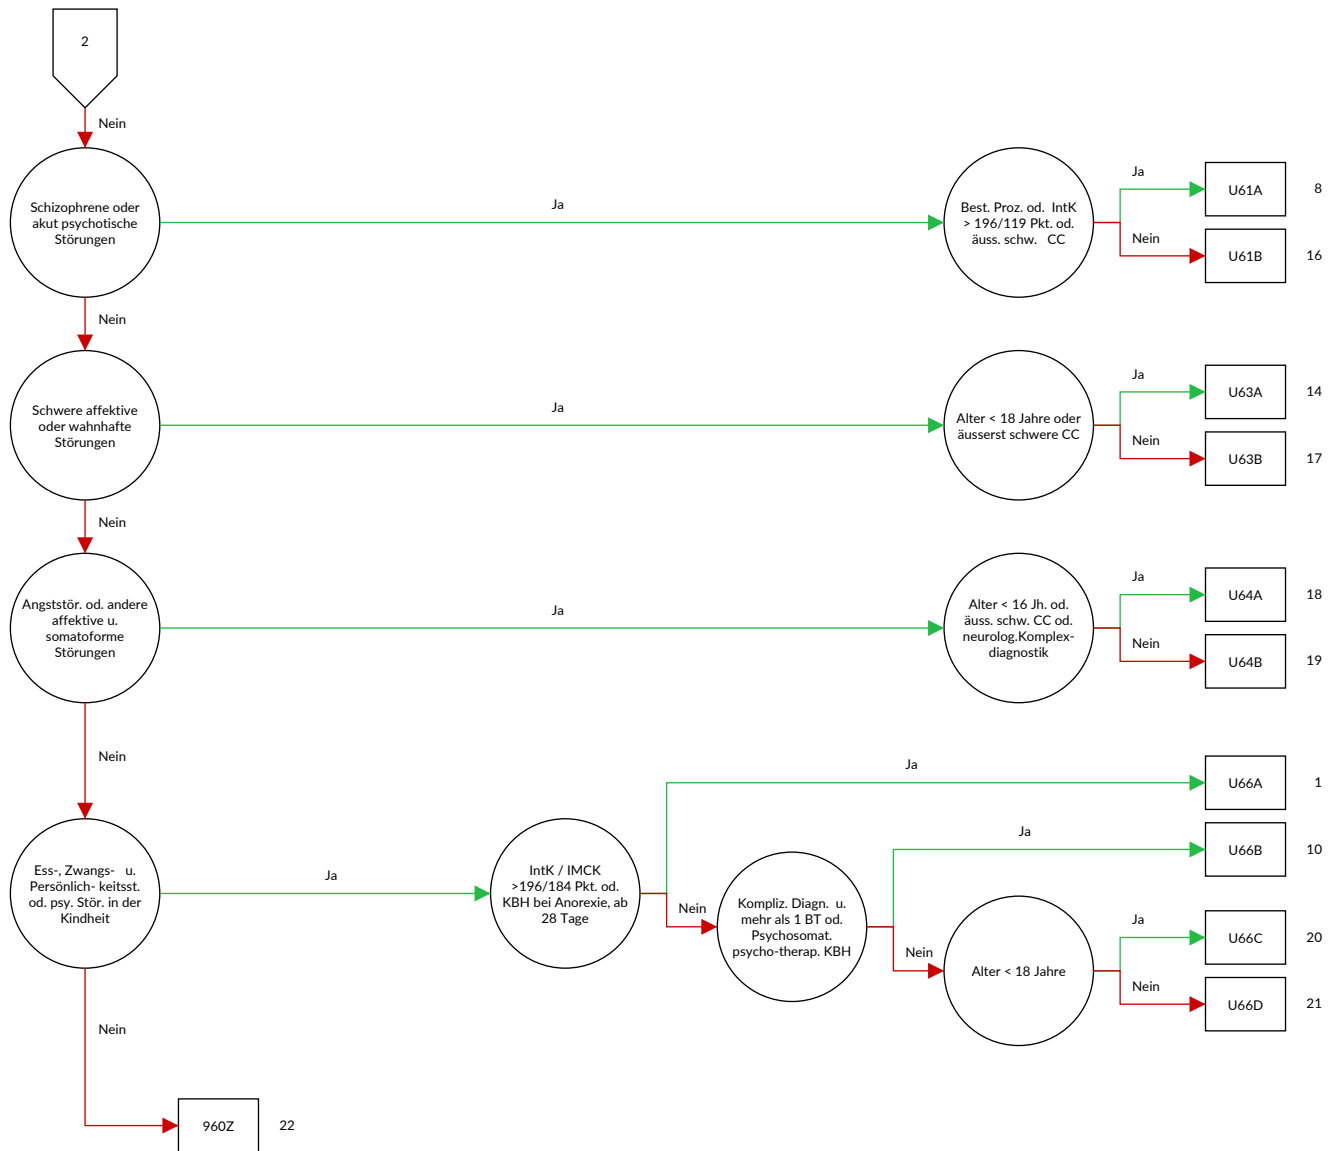 2
Nein
Schizophrene oder
akut psychotische
Störungen
Ja
Best. Proz. od. IntK
> 196/119 Pkt. od.
äuss. schw. CC
Ja
U61A
8
Nein
U61B
16
Nein
Schwere affektive
oder wahnhafte
Störungen
Ja
Alter < 18 Jahre oder
äusserst schwere CC
Ja
U63A
14
Nein
U63B
17
Nein
Angststör. od. andere
affektive u.
somatoforme
Störungen
Ja
Alter < 16 Jh. od.
äuss. schw. CC od.
neurolog.Komplex-
diagnostik
Ja
U64A
18
Nein
U64B
19
Nein
Ess-, Zwangs- u.
Persönlich- keitsst.
od. psy. Stör. in der
Kindheit
Ja
IntK / IMCK
>196/184 Pkt. od.
KBH bei Anorexie, ab
28 Tage
Ja
U66A
1
Nein
Kompliz. Diagn. u.
mehr als 1 BT od.
Psychosomat.
psycho-therap. KBH
Ja
U66B
10
Nein
Alter < 18 Jahre
Ja
U66C
20
Nein
U66D
21
Nein
960Z
22